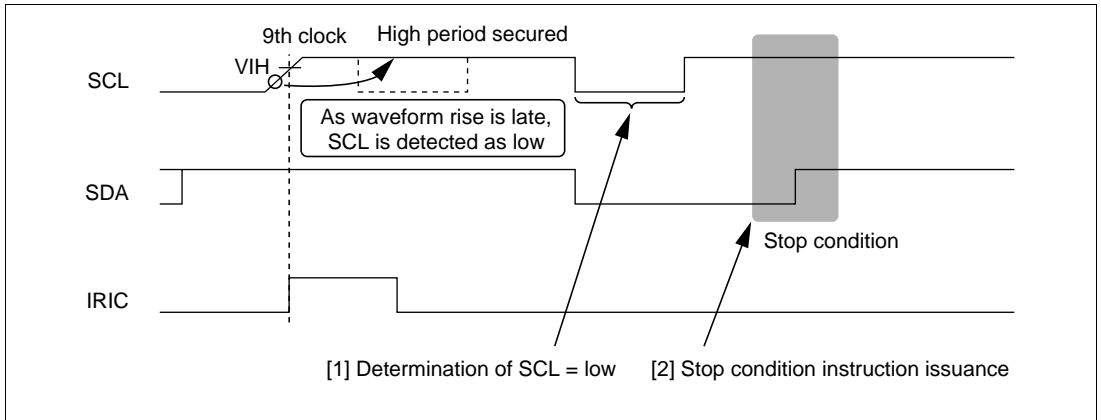 9th clock
High period secured
VIH
SCL
As waveform rise is late,
SCL is detected as low
SDA
Stop condition
IRIC
[1] Determination of SCL = low
[2] Stop condition instruction issuance